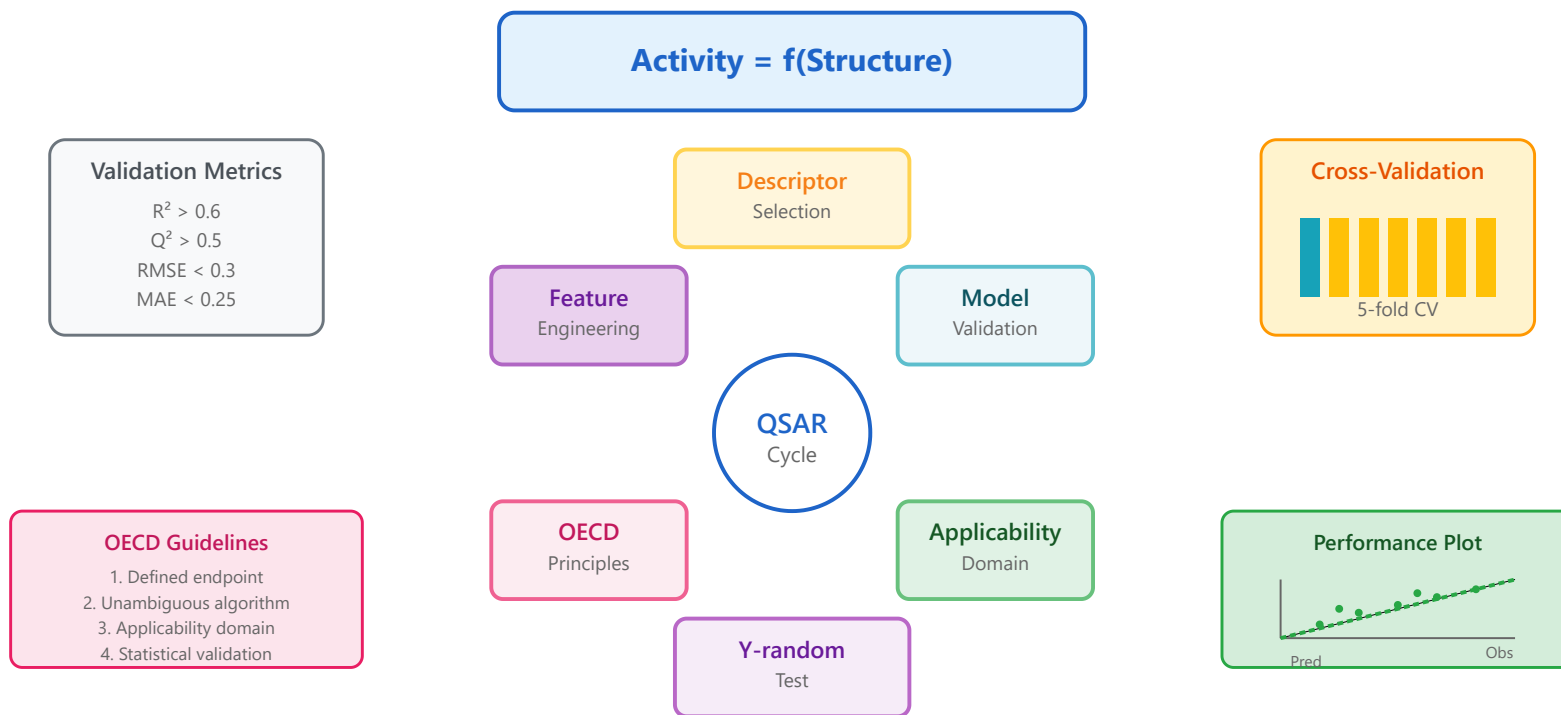 Activity = f(Structure)
Validation Metrics
R² > 0.6
Q² > 0.5
RMSE < 0.3
MAE < 0.25
Descriptor
Selection
Cross-Validation
5-fold CV
Feature
Engineering
Model
Validation
QSAR
Cycle
OECD Guidelines
1. Defined endpoint
2. Unambiguous algorithm
3. Applicability domain
4. Statistical validation
OECD
Principles
Applicability
Domain
Performance Plot
Obs
Pred
Y-random
Test